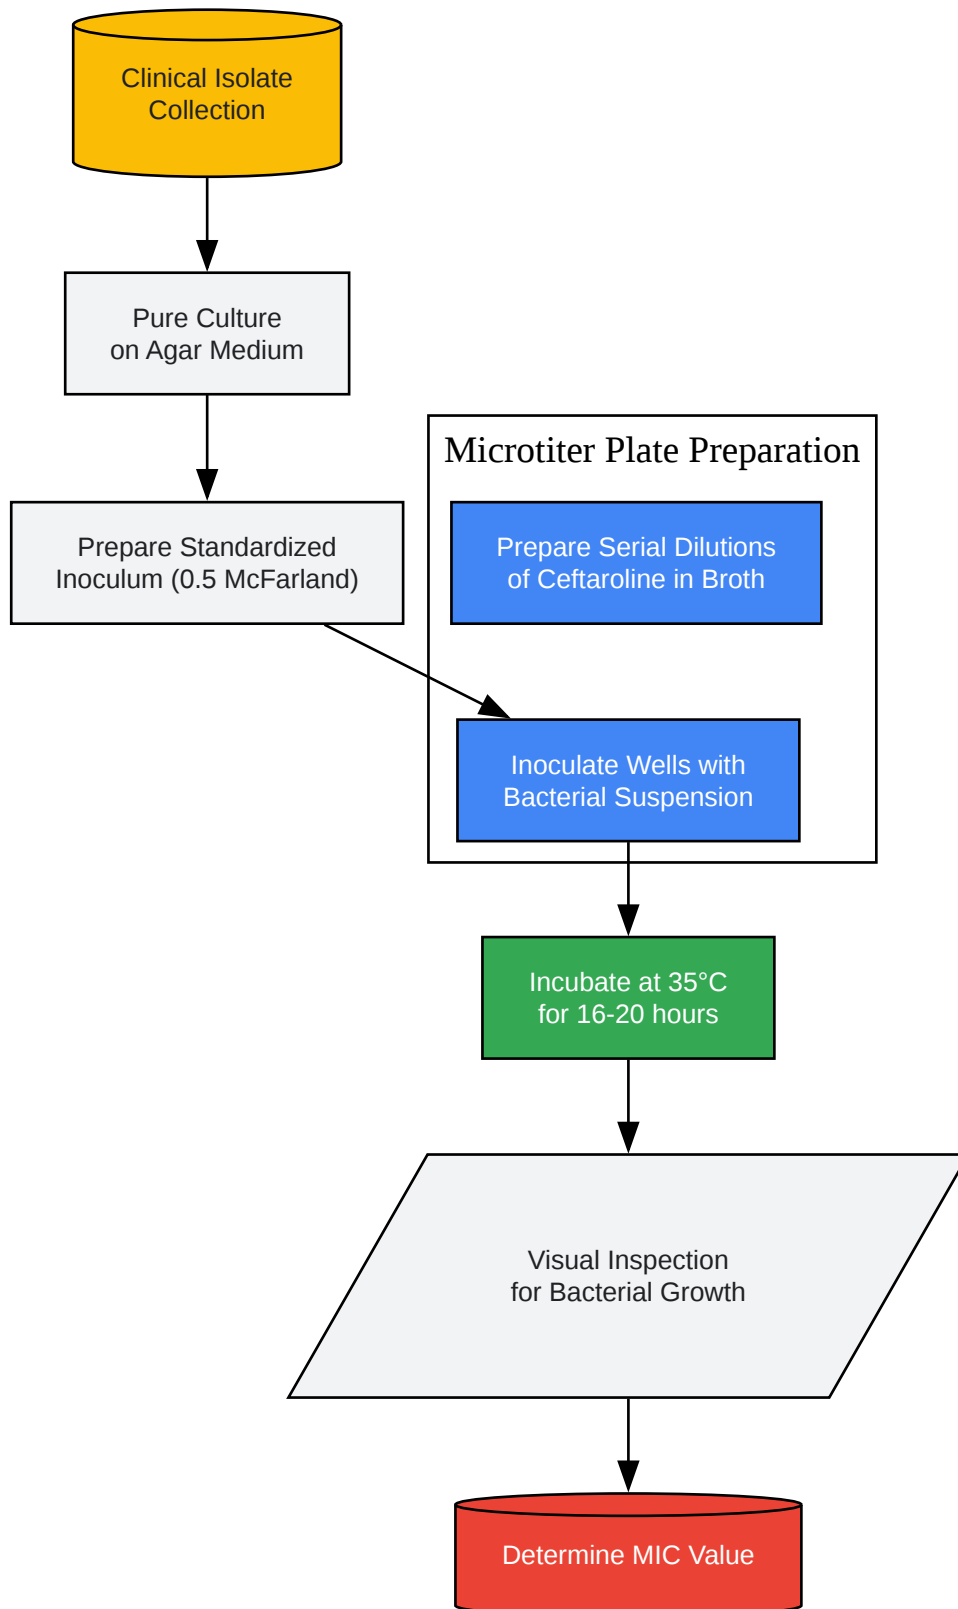 Clinical Isolate
Collection
Pure Culture
on Agar Medium
Microtiter Plate Preparation
Prepare Standardized
Inoculum (0.5 McFarland)
Prepare Serial Dilutions
of Ceftaroline in Broth
Inoculate Wells with
Bacterial Suspension
Incubate at 35°C
for 16-20 hours
Visual Inspection
for Bacterial Growth
Determine MIC Value